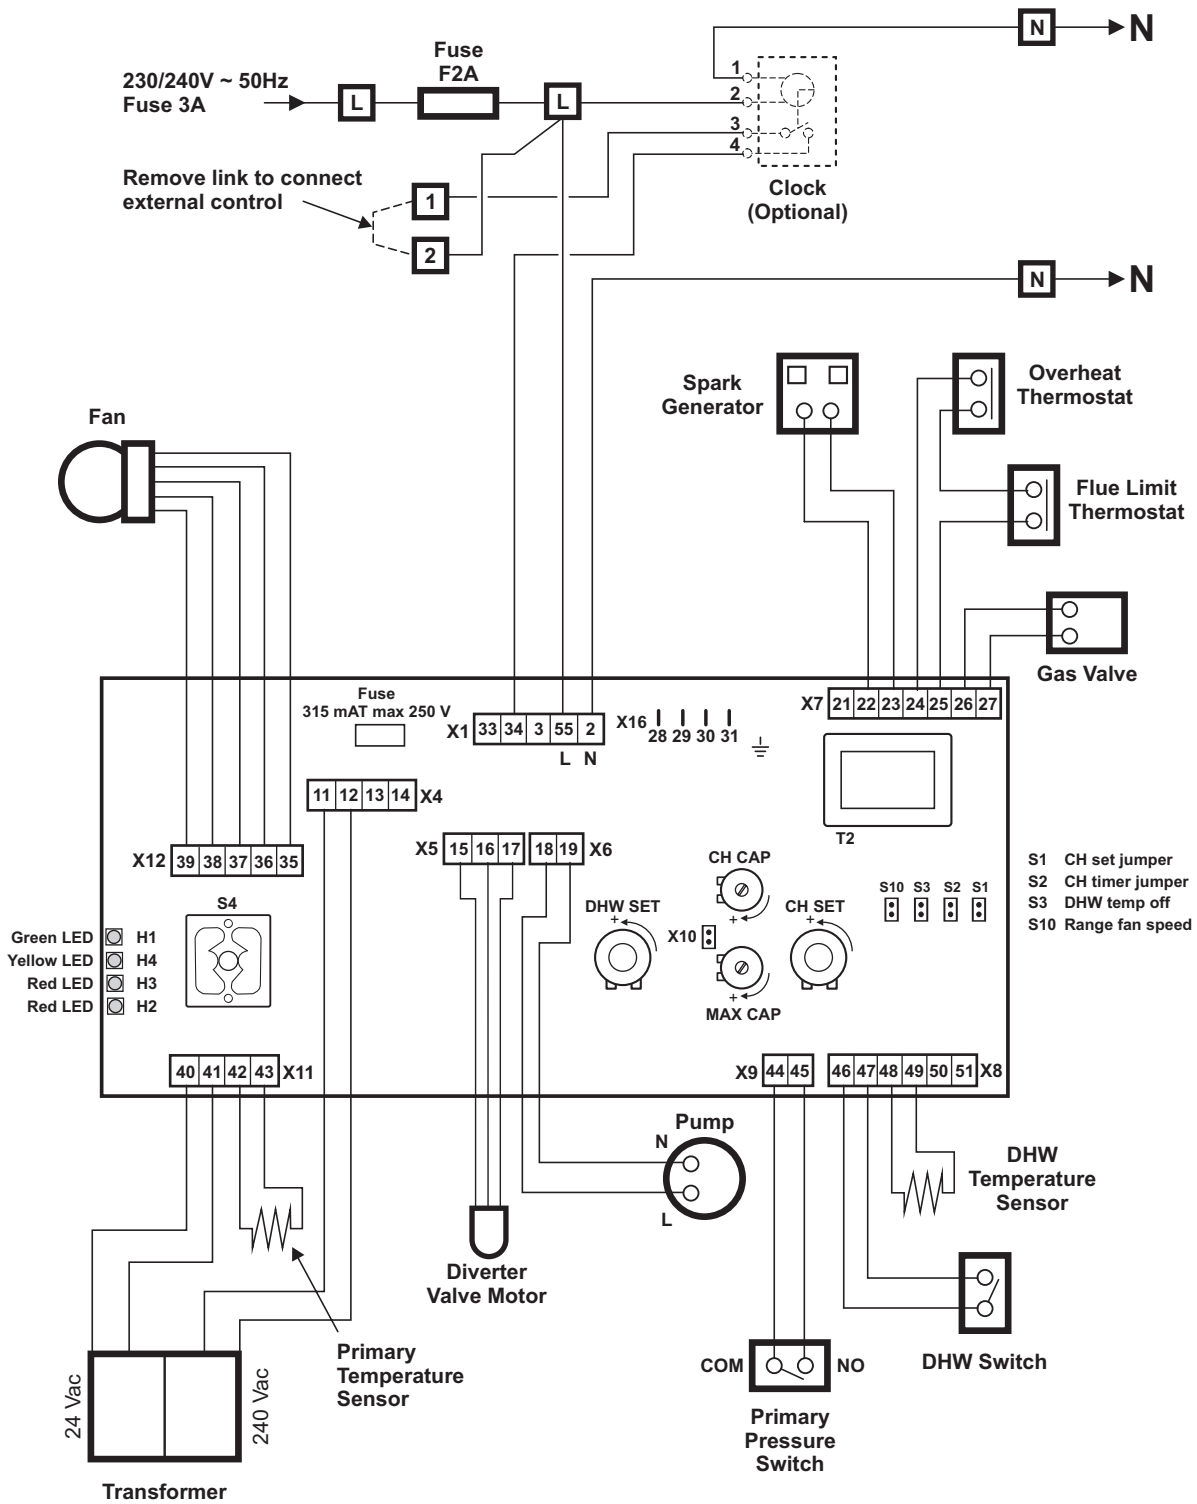 N
N
Fuse
F2A
230/240V ~ 50Hz
Fuse 3A
L
L
1
2
3
4
Clock
(Optional)
Remove link to connect
external control
1
2
N
N
Spark
Generator
Overheat
Thermostat
Flue Limit
Thermostat
Fan
Gas Valve
Fuse
315 mAT max 250 V
X1
33 34 3 55 2
L N
X16
28 29 30 31
X7
21 22 23 24 25 26 27
T2
11 12 13 14
X4
X12
39 38 37 36 35
X5
15 16 17
18 19
X6
CH CAP
DHW SET
+
+
X10
CH SET
+
+
MAX CAP
S10 S3 S2 S1
S1 CH set jumper
S2 CH timer jumper
S3 DHW temp off
S10 Range fan speed
S4
Green LED H1
Yellow LED H4
Red LED H3
Red LED H2
40 41 42 43
X11
X9
44 45
46 47 48 49 50 51
X8
Pump
N
L
DHW
Temperature
Sensor
Diverter
Valve Motor
DHW Switch
COM
NO
Primary
Pressure
Switch
Primary
Temperature
Sensor
24 Vac
240 Vac
Transformer